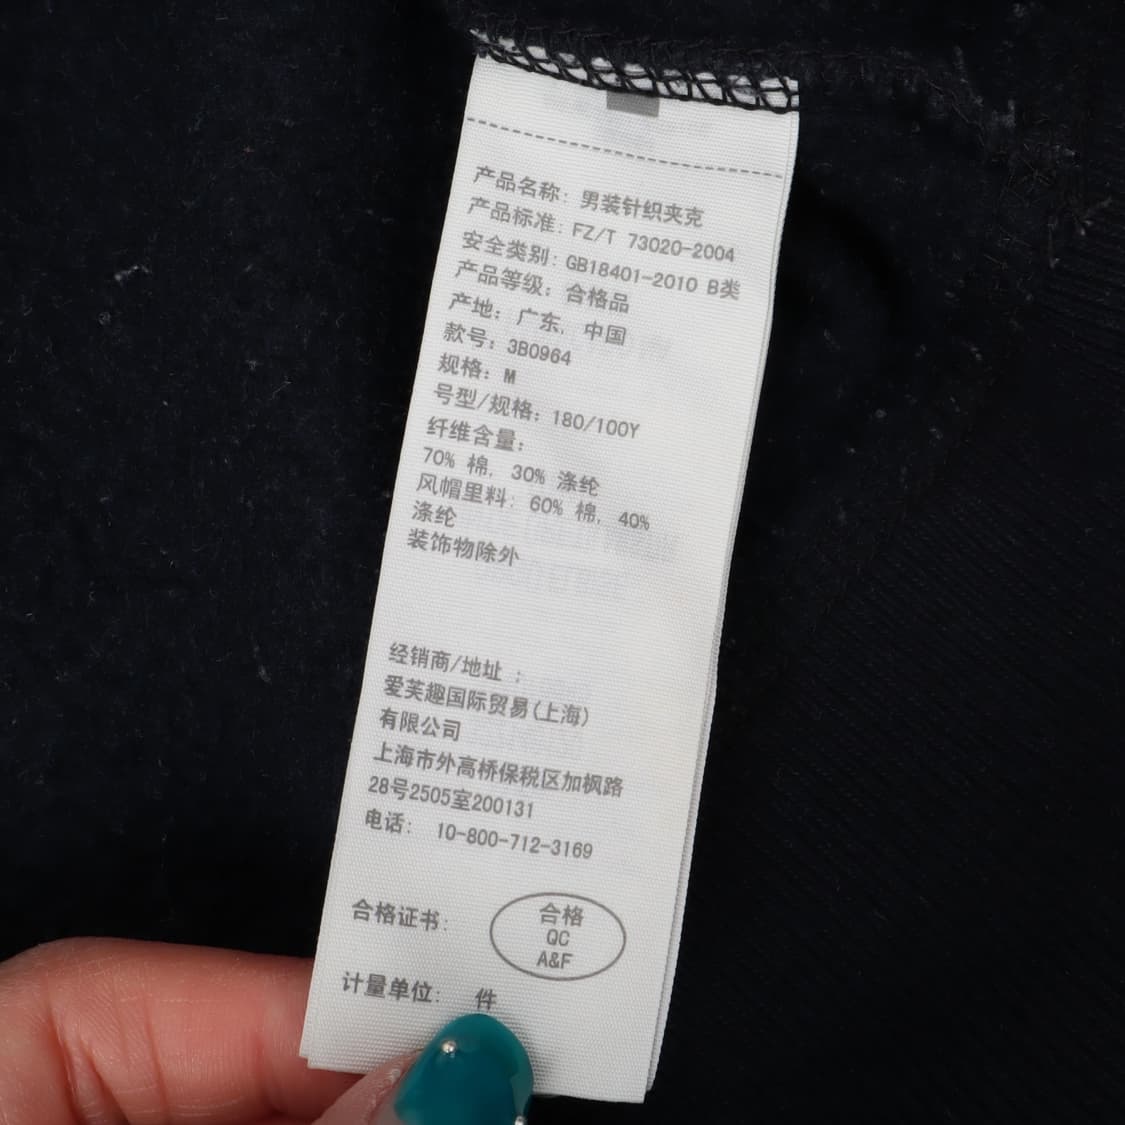 产品名称: 男装针织夹克
产品标准: FZ/T 73020-2004
安全类别: GB18401-2010 B类
产品等级: 合格品
产地: 广东, 中国
款号: 3B0964
规格: M
号型/规格: 180/100Y
纤维含量:
70% 棉, 30% 涤纶
风帽里料: 60% 棉, 40%
涤纶
装饰物除外
经销商/地址 :
爱芙趣国际贸易(上海)
有限公司
上海市外高桥保税区加枫路
28号2505室200131
电话: 10-800-712-3169
合格证书:
合格
QC
A&F
计量单位: 件